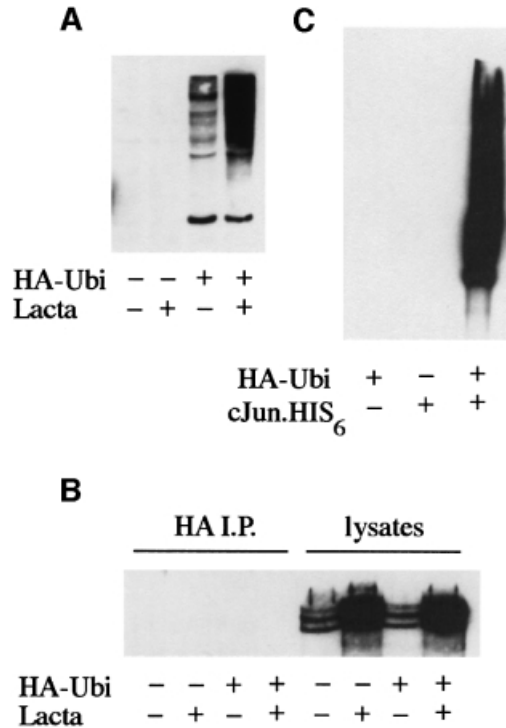 A
HA-Ubi - - + +
Lacta - + - +
C
HA-Ubi + - +
cJun.HIS6 - + +
B
HA I.P. lysates
HA-Ubi - - + + - - + +
Lacta - + - + - + - +